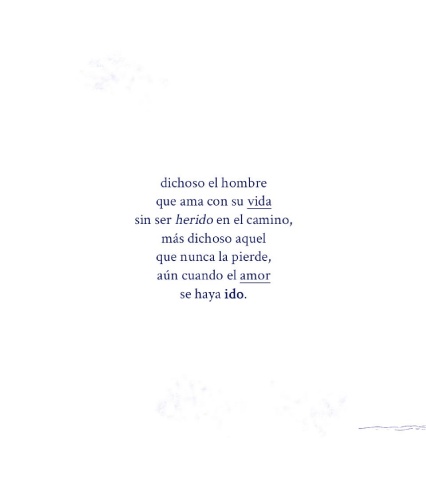 dichoso el hombre
que ama con su vida
sin ser herido en el camino,
más dichoso aquel
que nunca la pierde,
aún cuando el amor
se haya ido.